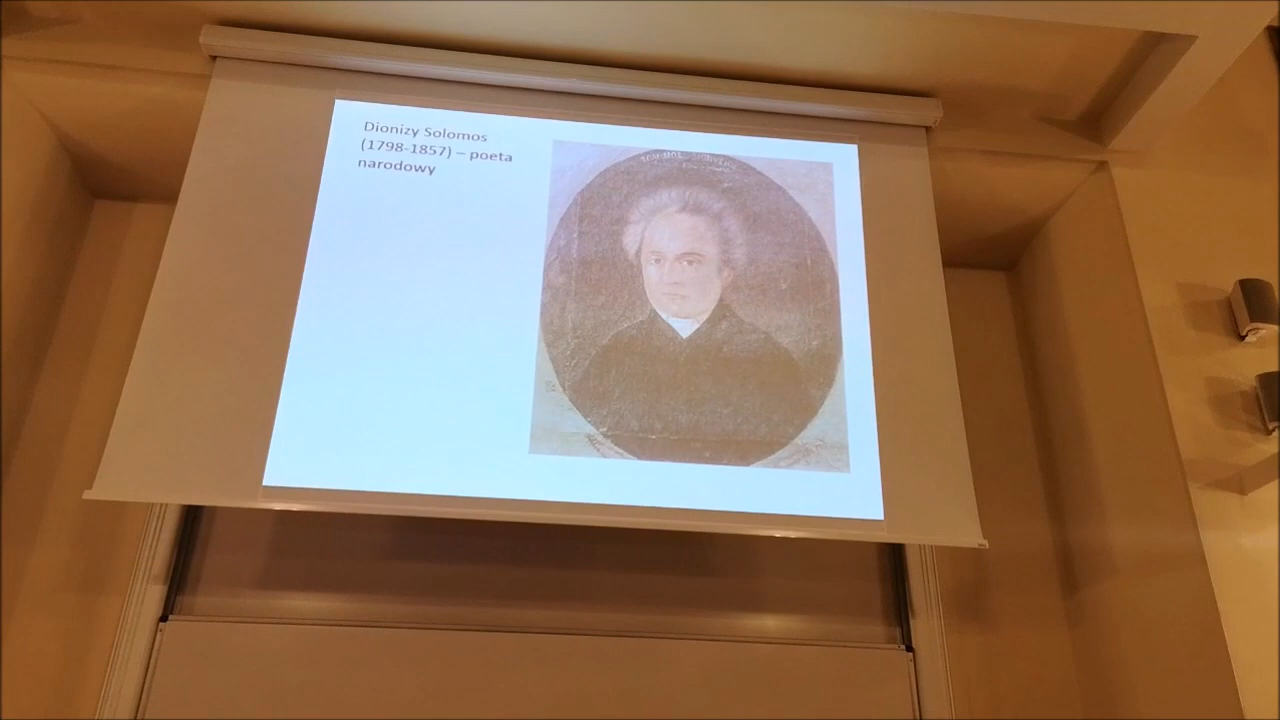 Dionizy Solomos
(1798-1857) – poeta
narodowy